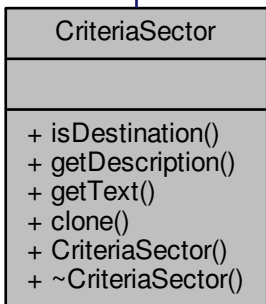 CriteriaSector
+ isDestination()
+ getDescription()
+ getText()
+ clone()
+ CriteriaSector()
+ ~CriteriaSector()